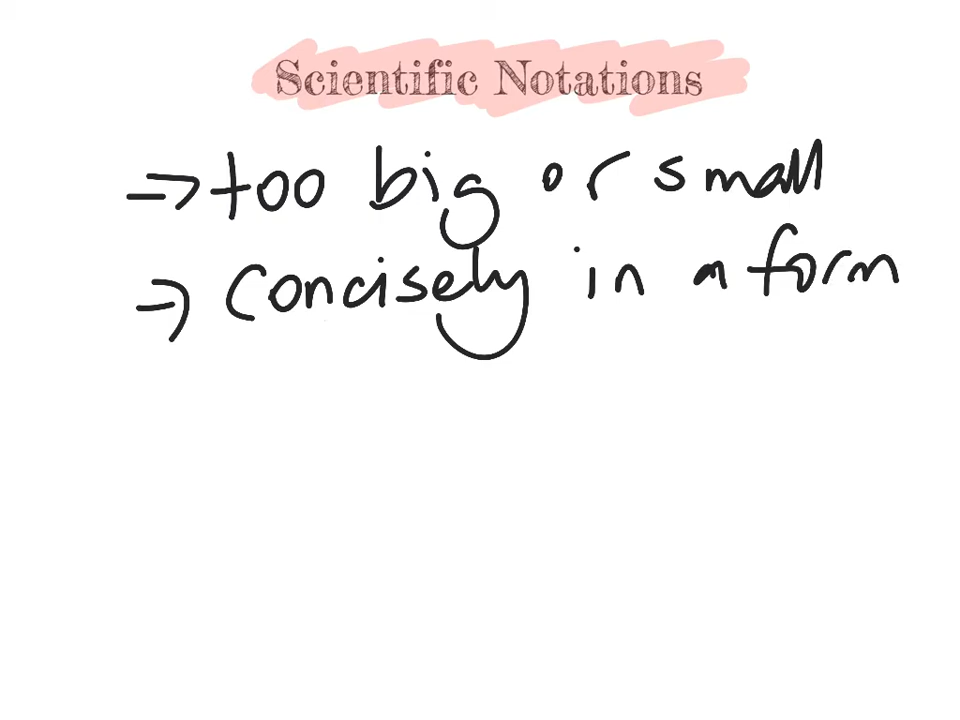 Scientific Notations
⇒ too big or small
⇒ concisely in a form